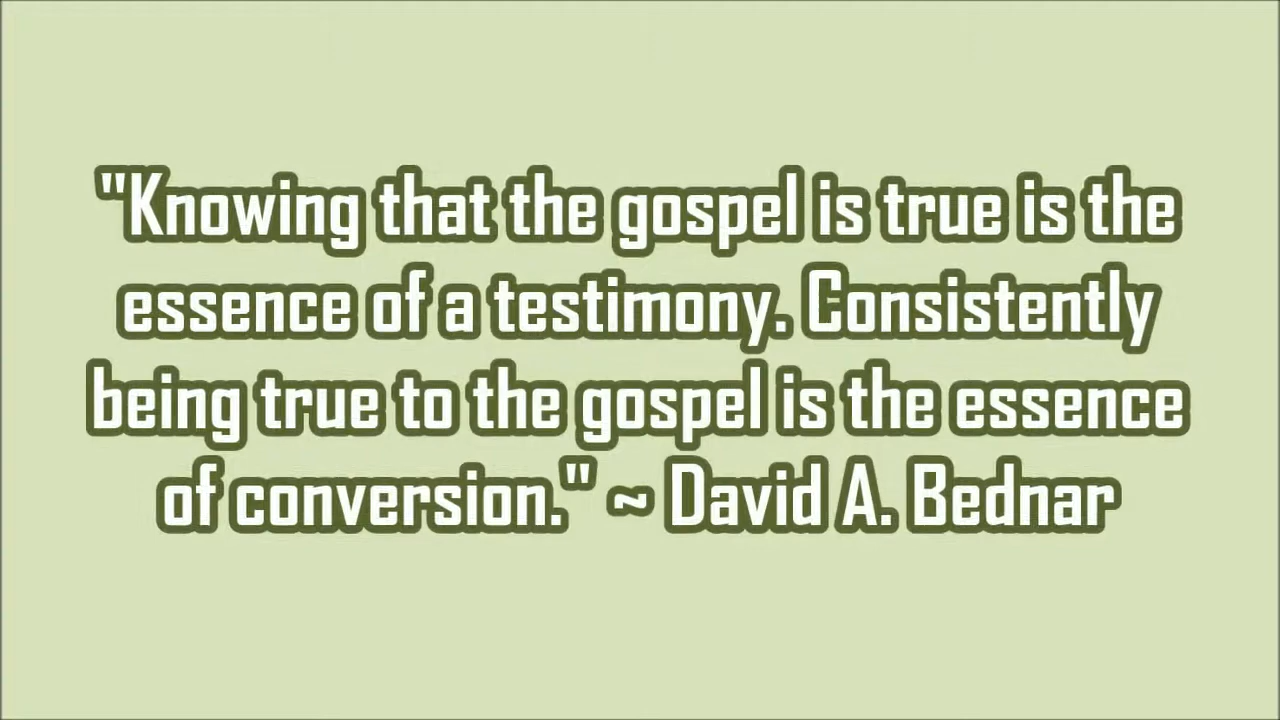 "Knowing that the gospel is true is the
essence of a testimony. Consistently
being true to the gospel is the essence
of conversion." ~ David A. Bednar